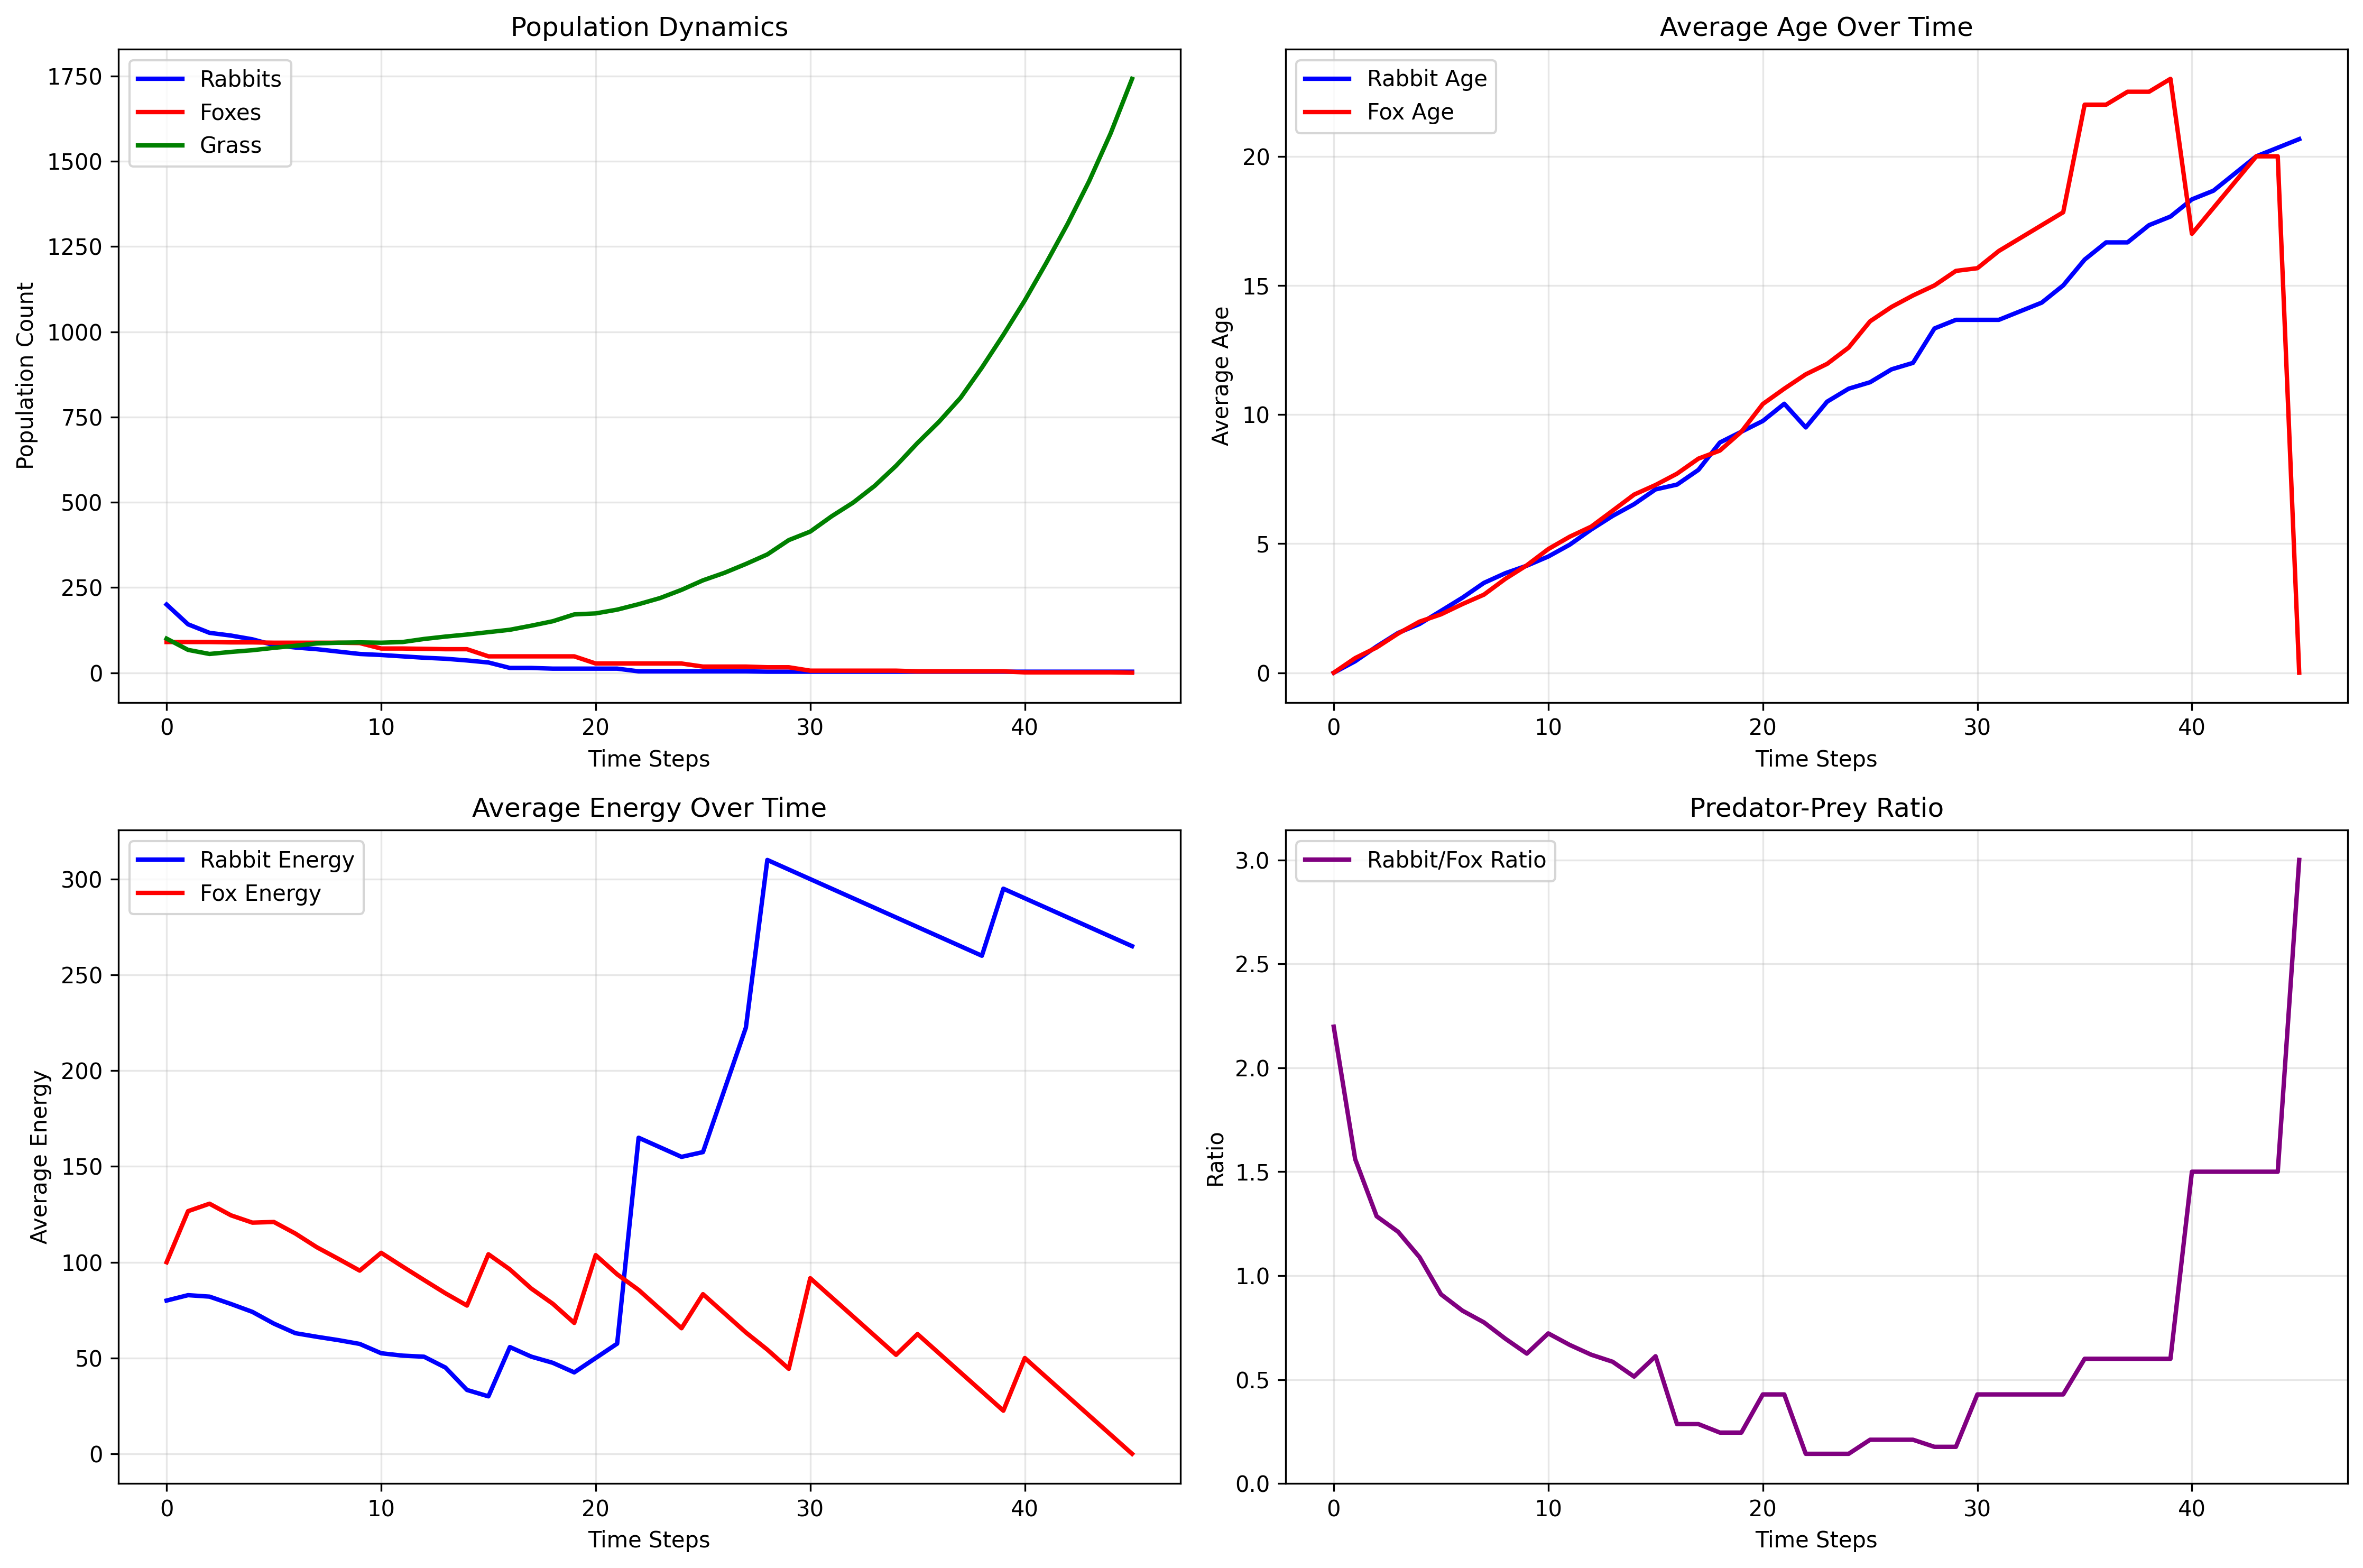 Population Dynamics
Rabbits
Foxes
Grass
1750
1500
1250
1000
750
500
250
0
Population Count
0 10 20 30 40
Time Steps
Average Age Over Time
Rabbit Age
Fox Age
20
15
10
5
0
Average Age
0 10 20 30 40
Time Steps
Average Energy Over Time
Rabbit Energy
Fox Energy
300
250
200
150
100
50
0
Average Energy
0 10 20 30 40
Time Steps
Predator-Prey Ratio
Rabbit/Fox Ratio
3.0
2.5
2.0
1.5
1.0
0.5
0.0
Ratio
0 10 20 30 40
Time Steps